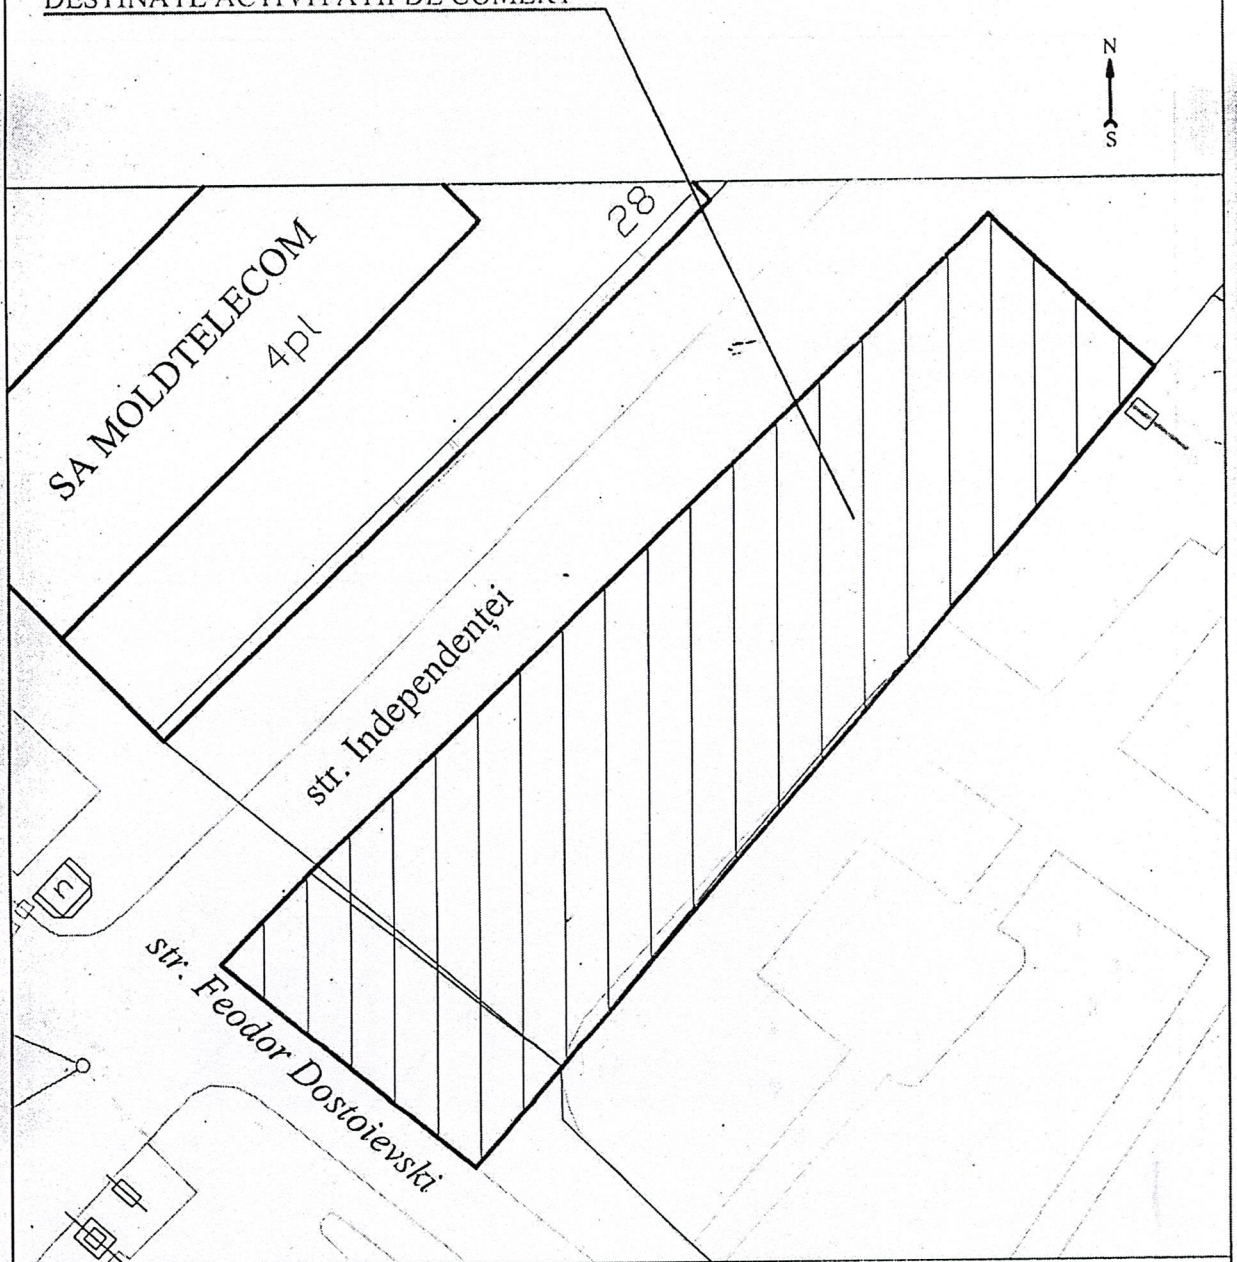 DESTINATE ACTIVITĂȚII DE COMERȚ
N
S
28
SA MOLDTELECOM
4pl
str. Independenței
n
str. Feodor Dostoievski